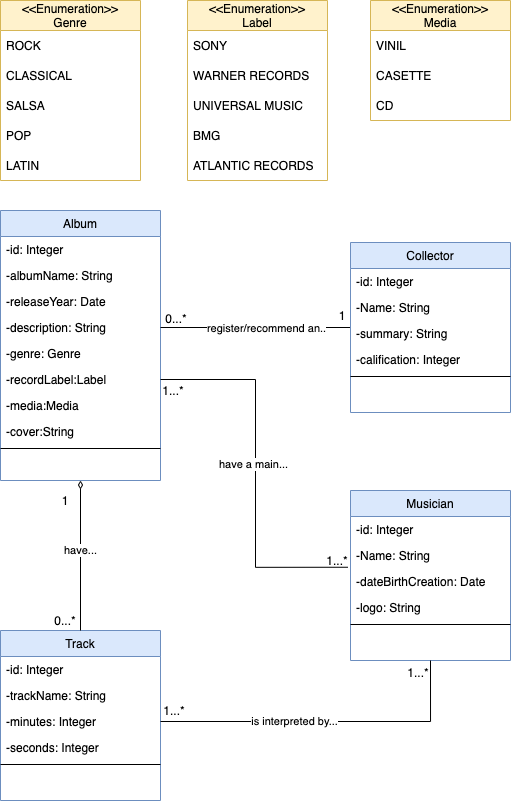 <<Enumeration>>
Genre
ROCK
CLASSICAL
SALSA
POP
LATIN
<<Enumeration>>
Label
SONY
WARNER RECORDS
UNIVERSAL MUSIC
BMG
ATLANTIC RECORDS
<<Enumeration>>
Media
VINIL
CASETTE
CD
Album
-id: Integer
-albumName: String
-releaseYear: Date
-description: String
-genre: Genre
-recordLabel:Label
-media:Media
-cover:String
Collector
-id: Integer
-Name: String
-summary: String
-calification: Integer
0...*
register/recommend an..
1
1...*
have a main...
1...*
Musician
-id: Integer
-Name: String
-dateBirthCreation: Date
-logo: String
1
have...
0...*
Track
-id: Integer
-trackName: String
-minutes: Integer
-seconds: Integer
1...*
is interpreted by...
1...*